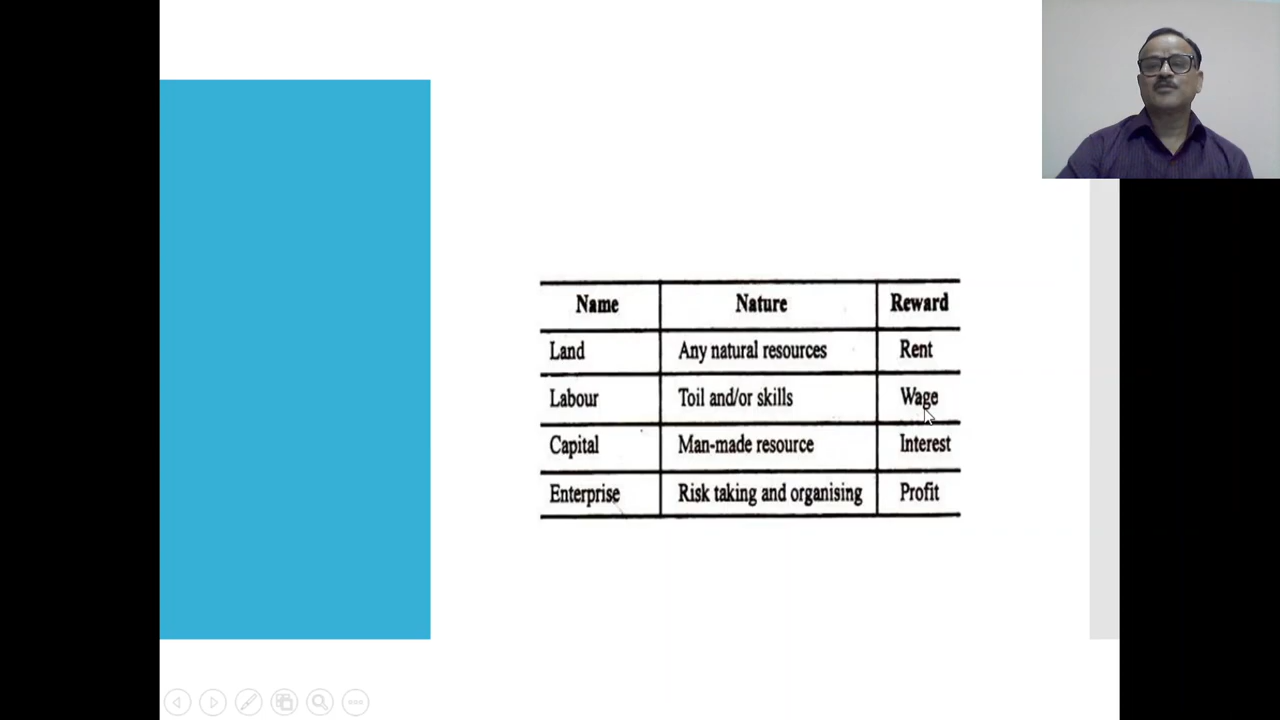 Name Nature Reward
Land Any natural resources Rent
Labour Toil and/or skills Wage
Capital Man-made resource Interest
Enterprise Risk taking and organising Profit